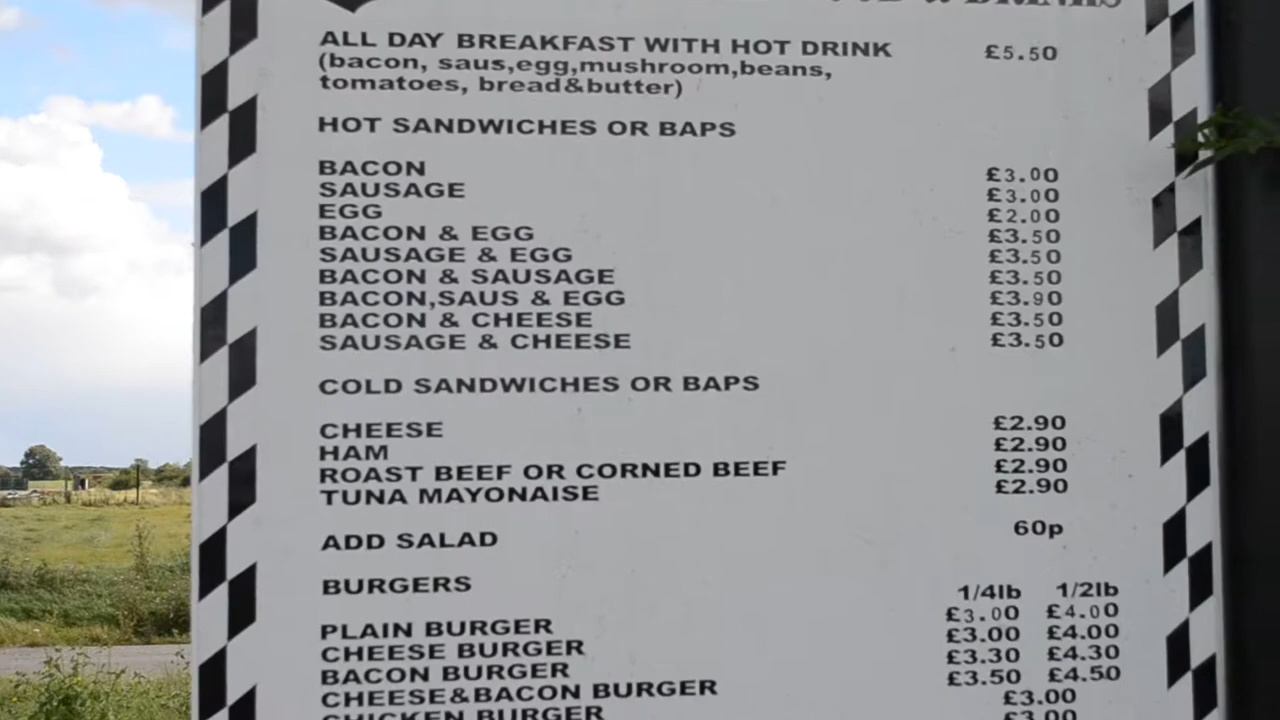 & DRINKS
ALL DAY BREAKFAST WITH HOT DRINK £5.50
(bacon, saus,egg,mushroom,beans,
tomatoes, bread&butter)
HOT SANDWICHES OR BAPS
BACON £3.00
SAUSAGE £3.00
EGG £2.00
BACON & EGG £3.50
SAUSAGE & EGG £3.50
BACON & SAUSAGE £3.50
BACON,SAUS & EGG £3.90
BACON & CHEESE £3.50
SAUSAGE & CHEESE £3.50
COLD SANDWICHES OR BAPS
CHEESE £2.90
HAM £2.90
ROAST BEEF OR CORNED BEEF £2.90
TUNA MAYONAISE £2.90
ADD SALAD 60p
BURGERS 1/4lb 1/2lb
PLAIN BURGER £3.00 £4.00
CHEESE BURGER £3.00 £4.00
BACON BURGER £3.30 £4.30
CHEESE&BACON BURGER £3.50 £4.50
CHICKEN BURGER £3.00
£3.00